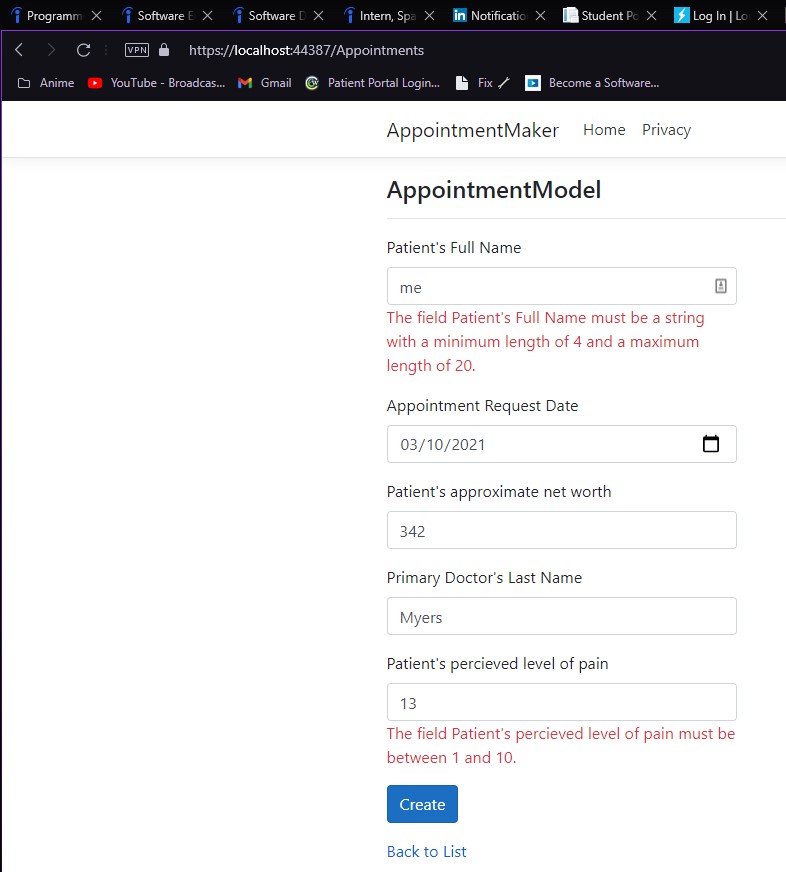 Programm Software E Software D Intern, Spa Notificatio Student Po Log In | Lo
VPN https://localhost:44387/Appointments
Anime YouTube - Broadcas... Gmail Patient Portal Login... Fix Become a Software...
AppointmentMaker Home Privacy
AppointmentModel
Patient's Full Name
me
The field Patient's Full Name must be a string
with a minimum length of 4 and a maximum
length of 20.
Appointment Request Date
03/10/2021
Patient's approximate net worth
342
Primary Doctor's Last Name
Myers
Patient's percieved level of pain
13
The field Patient's percieved level of pain must be
between 1 and 10.
Create
Back to List